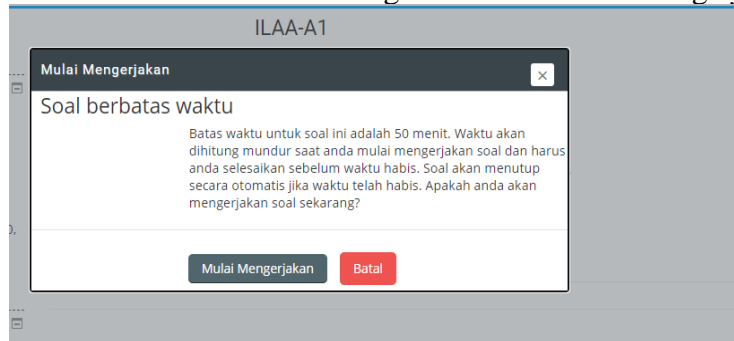 ILAA-A1
Mulai Mengerjakan
×
Soal berbatas waktu
Batas waktu untuk soal ini adalah 50 menit. Waktu akan
dihitung mundur saat anda mulai mengerjakan soal dan harus
anda selesaikan sebelum waktu habis. Soal akan menutup
secara otomatis jika waktu telah habis. Apakah anda akan
mengerjakan soal sekarang?
Mulai Mengerjakan Batal